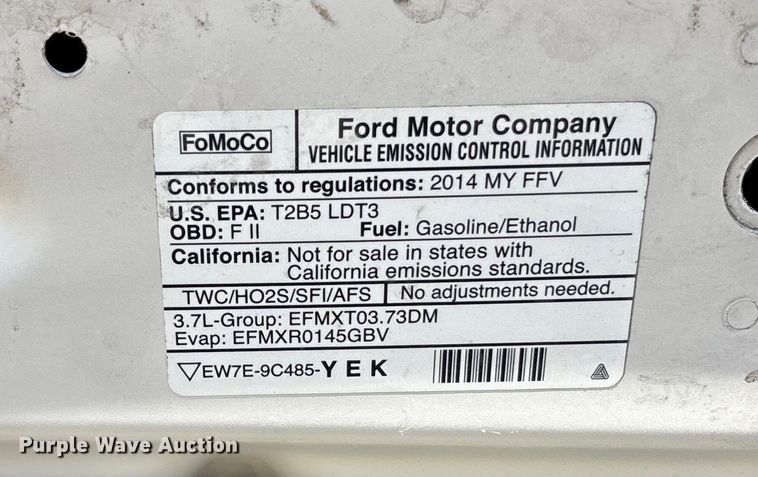 FoMoCo
Ford Motor Company
VEHICLE EMISSION CONTROL INFORMATION
Conforms to regulations: 2014 MY FFV
U.S. EPA: T2B5 LDT3
OBD: F II Fuel: Gasoline/Ethanol
California: Not for sale in states with
California emissions standards.
TWC/HO2S/SFI/AFS No adjustments needed.
3.7L-Group: EFMXT03.73DM
Evap: EFMXR0145GBV
▽EW7E-9C485-YEK
Purple Wave Auction